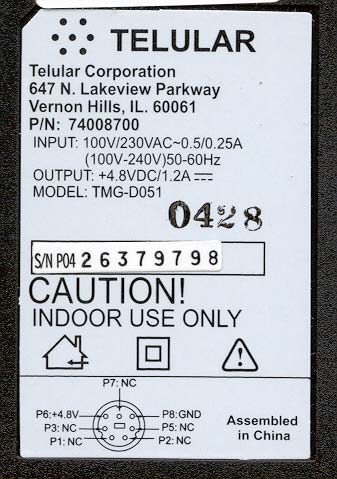 TELULAR
Telular Corporation
647 N. Lakeview Parkway
Vernon Hills, IL. 60061
P/N: 74008700
INPUT: 100V/230VAC~0.5/0.25A
(100V-240V)50-60Hz
OUTPUT: +4.8VDC/1.2A
MODEL: TMG-D051
0428
S/N P04 26379798
CAUTION!
INDOOR USE ONLY
P7: NC
P6:+4.8V P8:GND
P3: NC P5: NC
P1: NC P2: NC
Assembled
in China